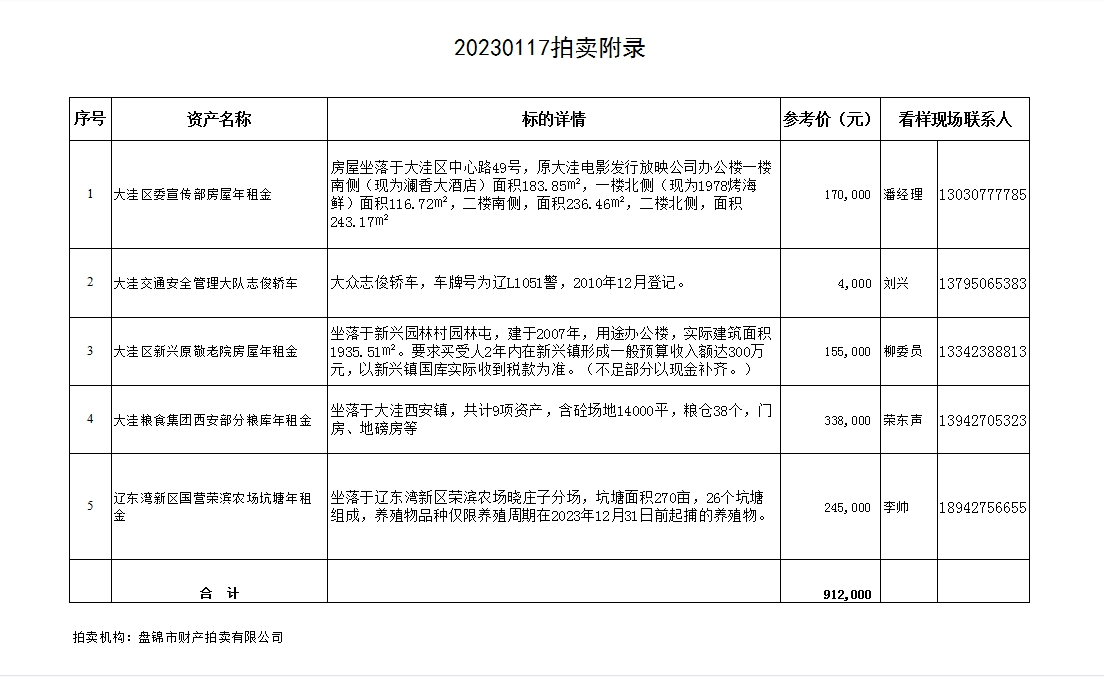 20230117拍卖附录
序号 资产名称 标的详情 参考价（元） 看样现场联系人
1 大洼区委宣传部房屋年租金 房屋坐落于大洼区中心路49号，原大洼电影发行放映公司办公楼一楼
南侧（现为澜香大酒店）面积183.85㎡，一楼北侧（现为1978烤海
鲜）面积116.72㎡，二楼南侧，面积236.46㎡，二楼北侧，面积
243.17㎡
170,000 潘经理 13030777785
2 大洼交通安全管理大队志俊轿车 大众志俊轿车，车牌号为辽L1051警，2010年12月登记。 4,000 刘兴 13795065383
3 大洼区新兴原敬老院房屋年租金 坐落于新兴园林村园林屯，建于2007年，用途办公楼，实际建筑面积
1935.51㎡。要求买受人2年内在新兴镇形成一般预算收入额达300万
元，以新兴镇国库实际收到税款为准。（不足部分以现金补齐。）
155,000 柳委员 13342388813
4 大洼粮食集团西安部分粮库年租金 坐落于大洼西安镇，共计9项资产，含砼场地14000平，粮仓38个，门
房、地磅房等
338,000 荣东声 13942705323
5 辽东湾新区国营荣滨农场坑塘年租
金
坐落于辽东湾新区荣滨农场晓庄子分场，坑塘面积270亩，26个坑塘
组成，养殖物品种仅限养殖周期在2023年12月31日前起捕的养殖物。
245,000 李帅 18942756655
合 计 912,000
拍卖机构：盘锦市财产拍卖有限公司